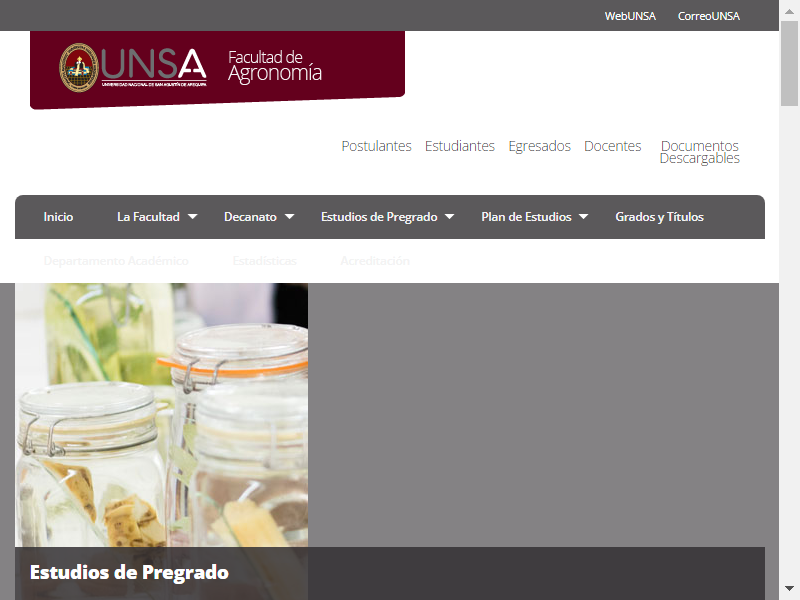 WebUNSA CorreoUNSA
UNSA
UNIVERSIDAD NACIONAL DE SAN AGUSTÍN DE AREQUIPA
Facultad de
Agronomía
Postulantes Estudiantes Egresados Docentes Documentos
Descargables
Inicio La Facultad Decanato Estudios de Pregrado Plan de Estudios Grados y Títulos
Departamento Académico Estadísticas Acreditación
Estudios de Pregrado